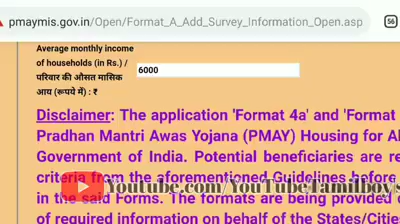 pmaymis.gov.in/Open/Format_A_Add_Survey_Information_Open.asp
56
Average monthly income
of households (in Rs.) /
परिवार की औसत मासिक
आय (रूपये में) : ₹
6000
Disclaimer: The application 'Format 4a' and 'Format
Pradhan Mantri Awas Yojana (PMAY) Housing for Al
Government of India. Potential beneficiaries are re
criteria from the aforementioned Guidelines before
in the said Forms. The formats are being provided
of required information on behalf of the States/Citie
Youtube.com/YouTubeTamilboys